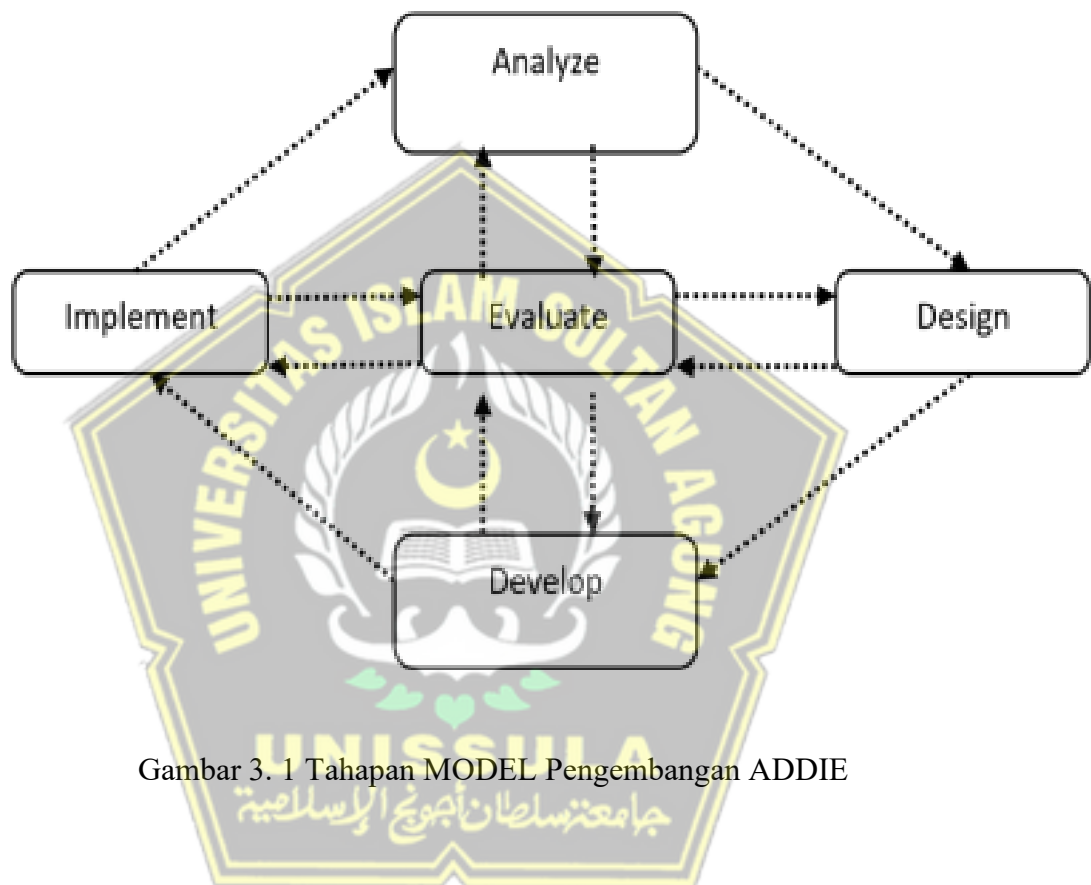 Analyze
Implement
Evaluate
Design
Develop
Gambar 3. 1 Tahapan MODEL Pengembangan ADDIE
UNIVERSITAS ISLAM SULTAN AGUNG
UNISSULA
جامعة سلطان أجونج الإسلامية